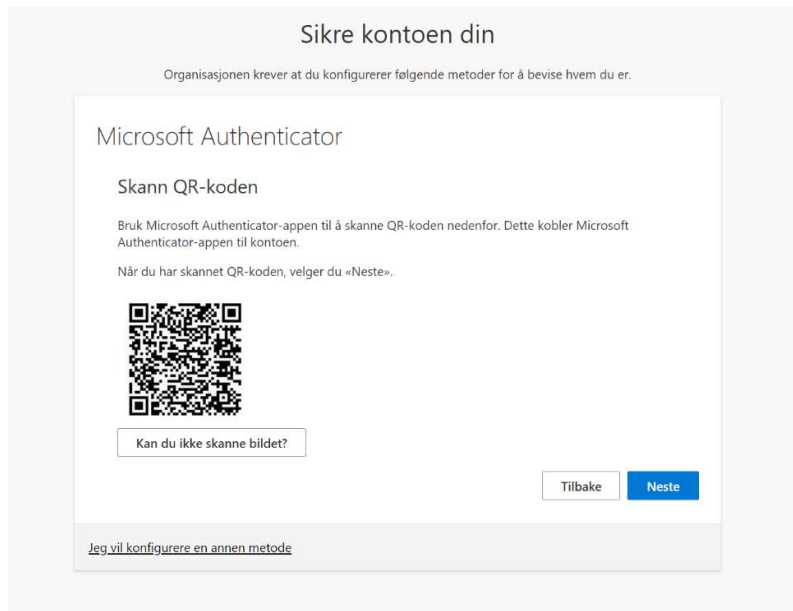 Sikre kontoen din
Organisasjonen krever at du konfigurerer følgende metoder for å bevise hvem du er.
Microsoft Authenticator
Skann QR-koden
Bruk Microsoft Authenticator-appen til å skanne QR-koden nedenfor. Dette kobler Microsoft
Authenticator-appen til kontoen.
Når du har skannet QR-koden, velger du «Neste».
Kan du ikke skanne bildet?
Tilbake
Neste
Jeg vil konfigurere en annen metode